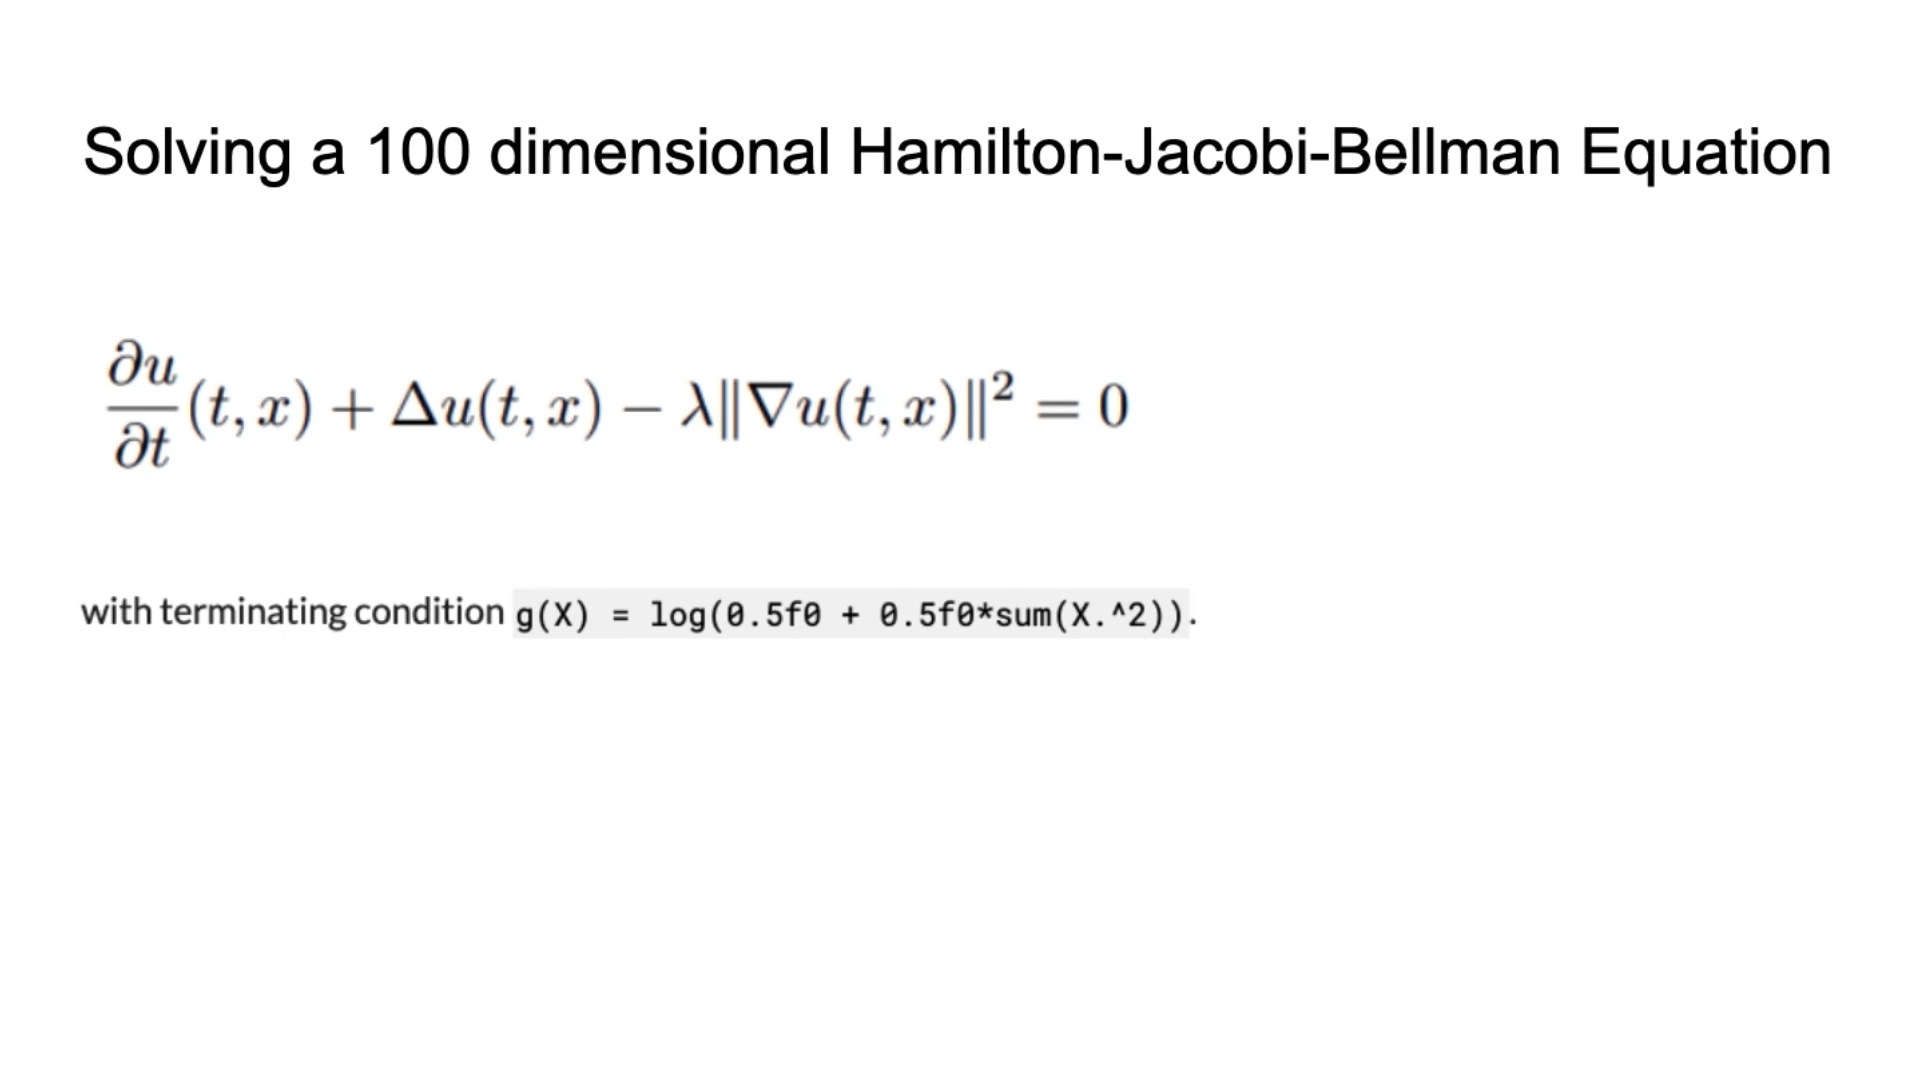 Solving a 100 dimensional Hamilton-Jacobi-Bellman Equation
∂u/∂t (t, x) + Δu(t, x) − λ‖∇u(t, x)‖² = 0
with terminating condition g(X) = log(0.5f0 + 0.5f0*sum(X.^2)).